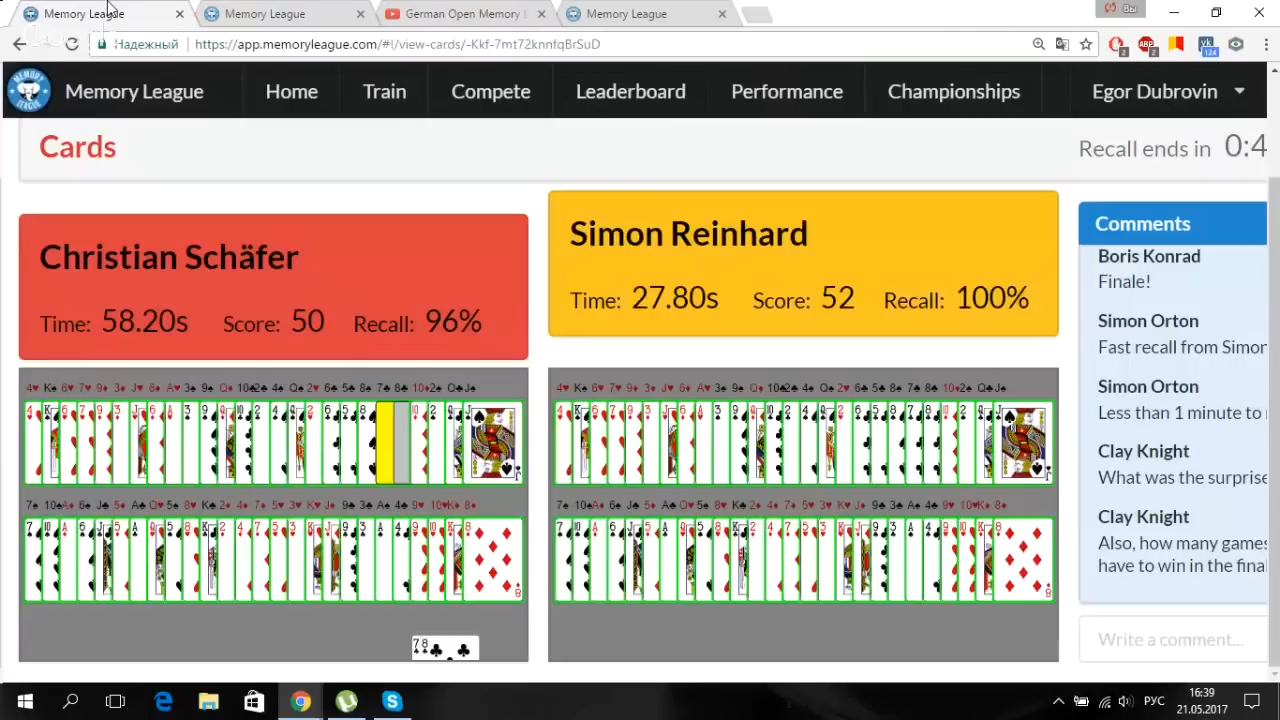 Memory League
Memory League
German Open Memory
Memory League
Вы
Надежный
https://app.memoryleague.com/#!/view-cards/-Kkf-7mt72knnfqBrSuD
Memory League
Home
Train
Compete
Leaderboard
Performance
Championships
Egor Dubrovin
Cards
Recall ends in 0:4
Christian Schäfer
Time: 58.20s Score: 50 Recall: 96%
Simon Reinhard
Time: 27.80s Score: 52 Recall: 100%
Comments
Boris Konrad
Finale!
Simon Orton
Fast recall from Simon
Simon Orton
Less than 1 minute to
Clay Knight
What was the surprise
Clay Knight
Also, how many games
have to win in the fina
Write a comment...
РУС
16:39
21.05.2017